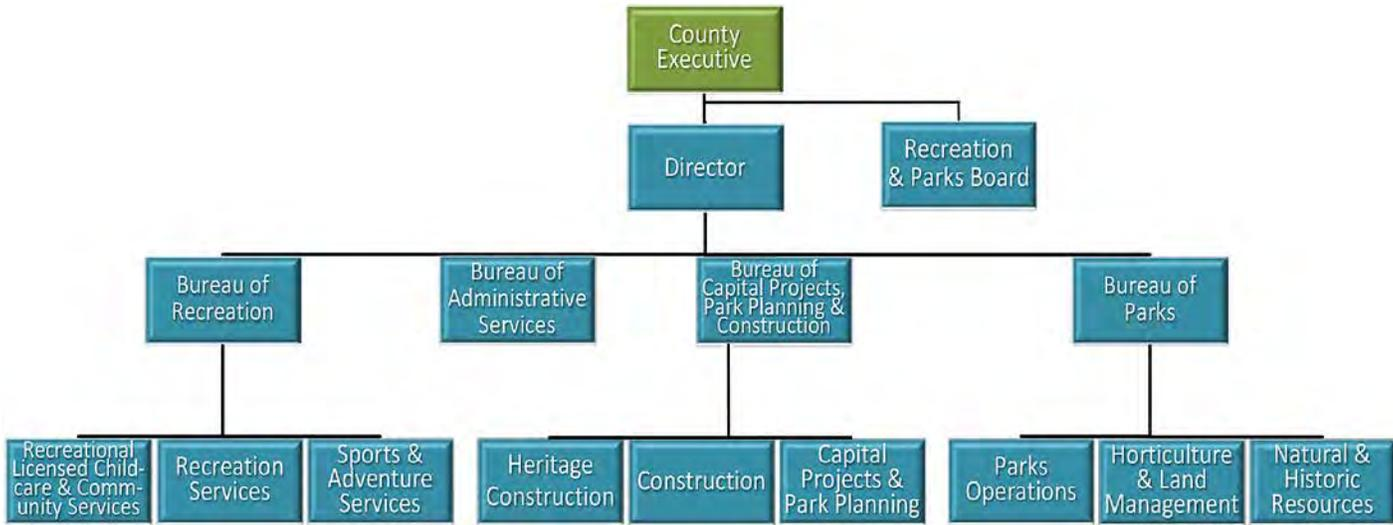 County
Executive
Director
Recreation
& Parks Board
Bureau of
Recreation
Bureau of
Administrative
Services
Bureau of
Capital Projects,
Park Planning &
Construction
Bureau of
Parks
Recreational
Licensed Child-
care & Comm-
unity Services
Recreation
Services
Sports &
Adventure
Services
Heritage
Construction
Construction
Capital
Projects &
Park Planning
Parks
Operations
Horticulture
& Land
Management
Natural &
Historic
Resources